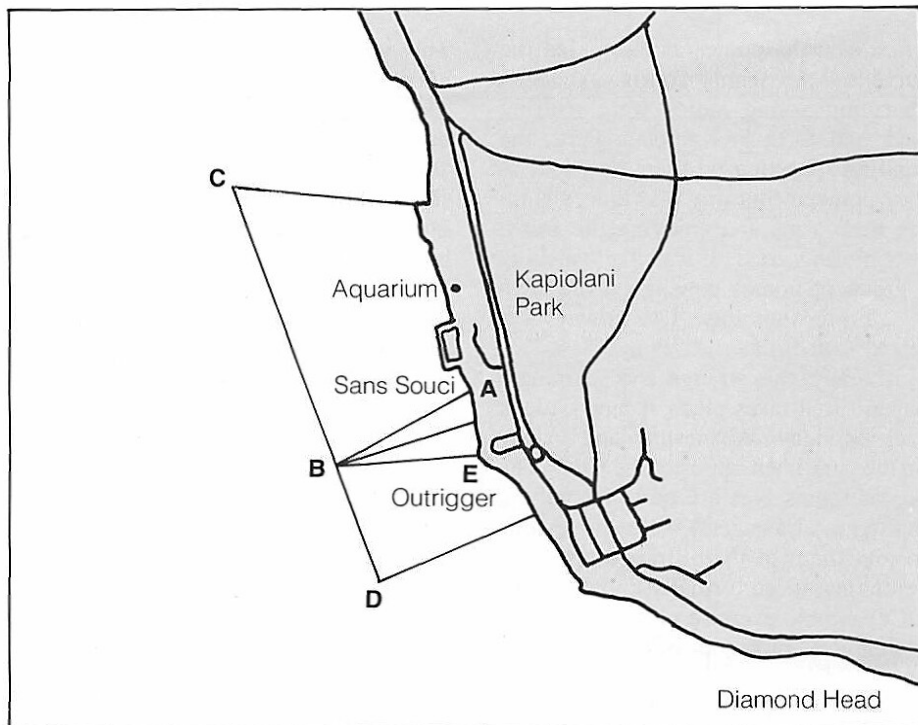 C
Aquarium
Kapiolani
Park
Sans Souci
A
B
E
Outrigger
D
Diamond Head